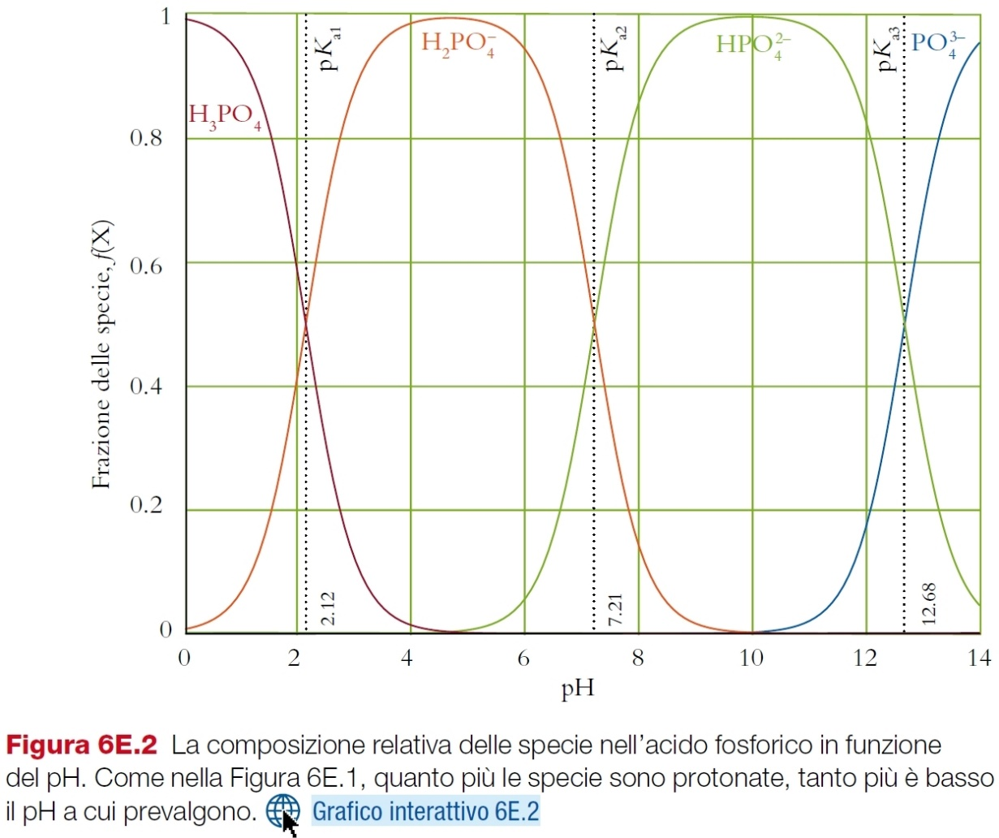 1
0.8
0.6
0.4
0.2
0
Frazione delle specie, f(X)
H₃PO₄
pKₐ₁
H₂PO₄⁻
pKₐ₂
HPO₄²⁻
pKₐ₃
PO₄³⁻
2.12
7.21
12.68
0 2 4 6 8 10 12 14
pH
Figura 6E.2 La composizione relativa delle specie nell'acido fosforico in funzione
del pH. Come nella Figura 6E.1, quanto più le specie sono protonate, tanto più è basso
il pH a cui prevalgono. Grafico interattivo 6E.2